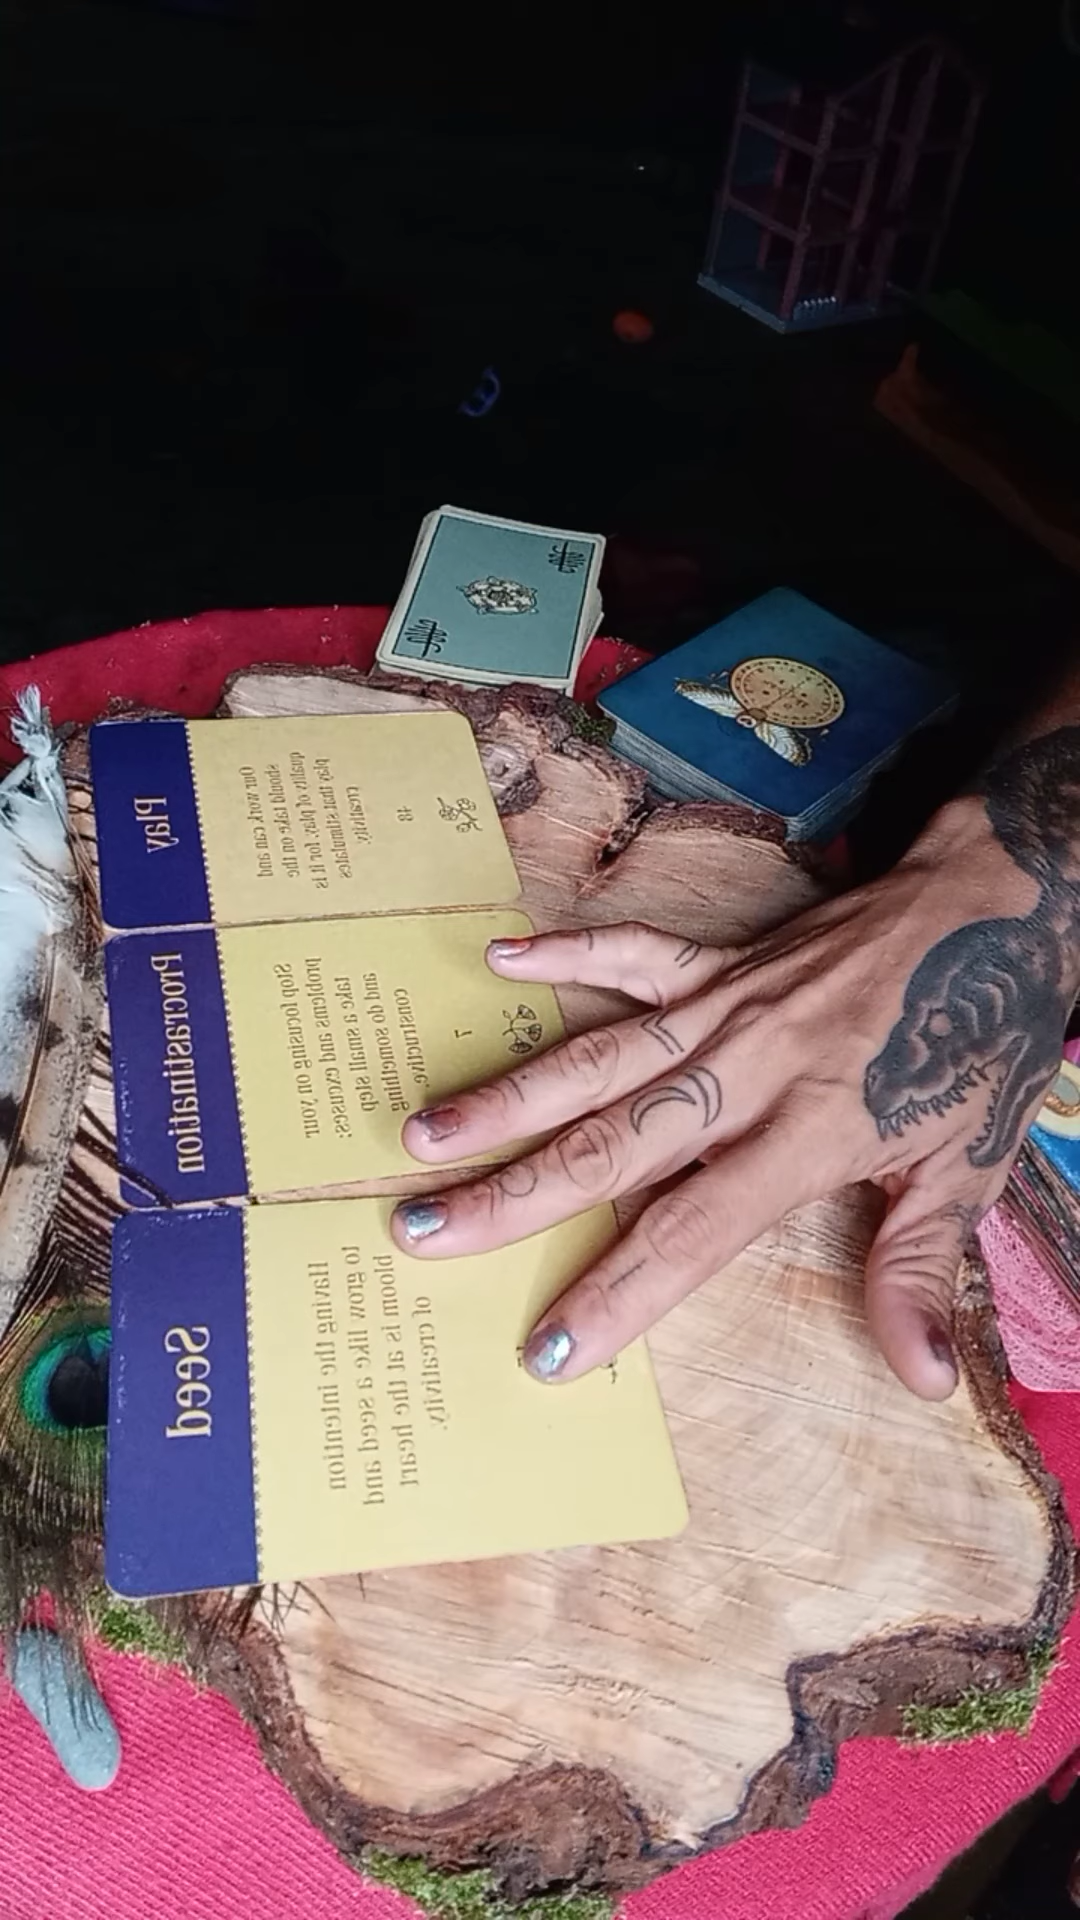 Play
Our work can and
should take on the
quality of play, for it is
play that stimulates
creativity.
48
Procrastination
Stop focusing on your
problems and excuses;
take a small step
and do something
constructive.
7
Seed
Having the intention
to grow like a seed and
bloom is at the heart
of creativity.